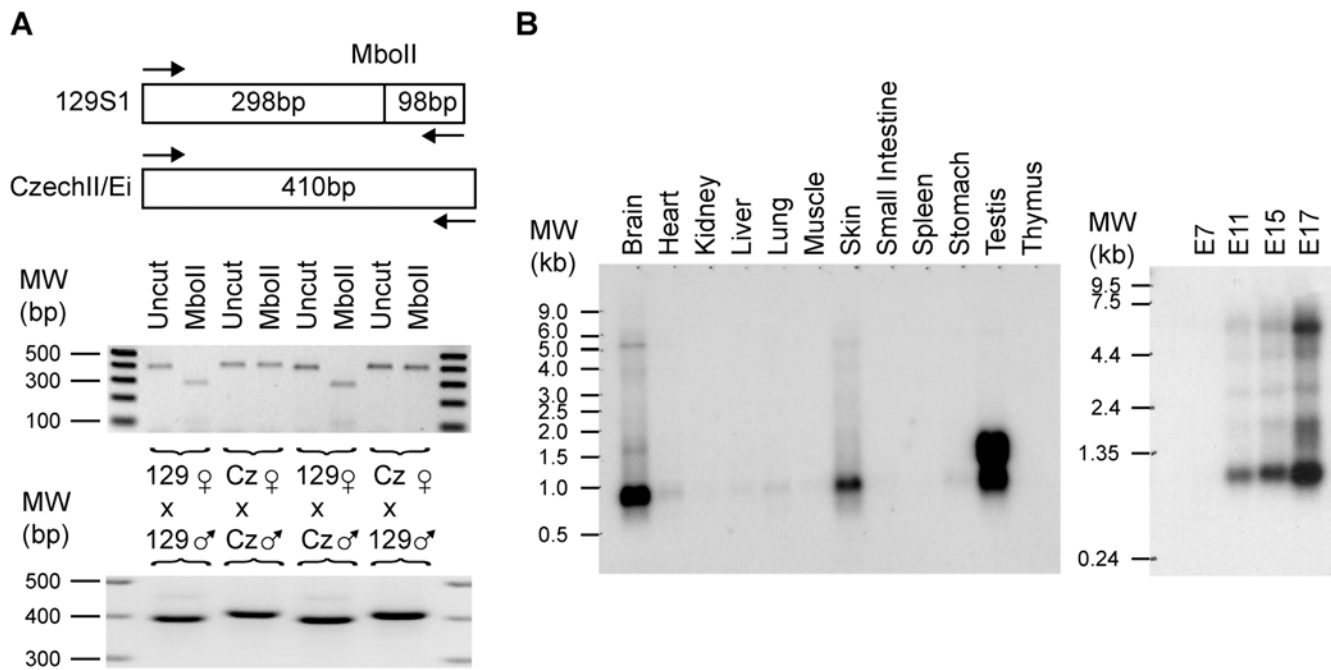 A
MboII
129S1
298bp
98bp
CzechII/Ei
410bp
MW
(bp)
Uncut
MboII
Uncut
MboII
Uncut
MboII
Uncut
MboII
500
300
100
129 ♀ Cz ♀ 129 ♀ Cz ♀
x x x x
129 ♂ Cz ♂ Cz ♂ 129 ♂
MW
(bp)
500
400
300
B
MW
(kb)
Brain
Heart
Kidney
Liver
Lung
Muscle
Skin
Small Intestine
Spleen
Stomach
Testis
Thymus
9.0
6.0
5.0
4.0
3.0
2.5
2.0
1.5
1.0
0.5
MW
(kb)
E7
E11
E15
E17
9.5
7.5
4.4
2.4
1.35
0.24